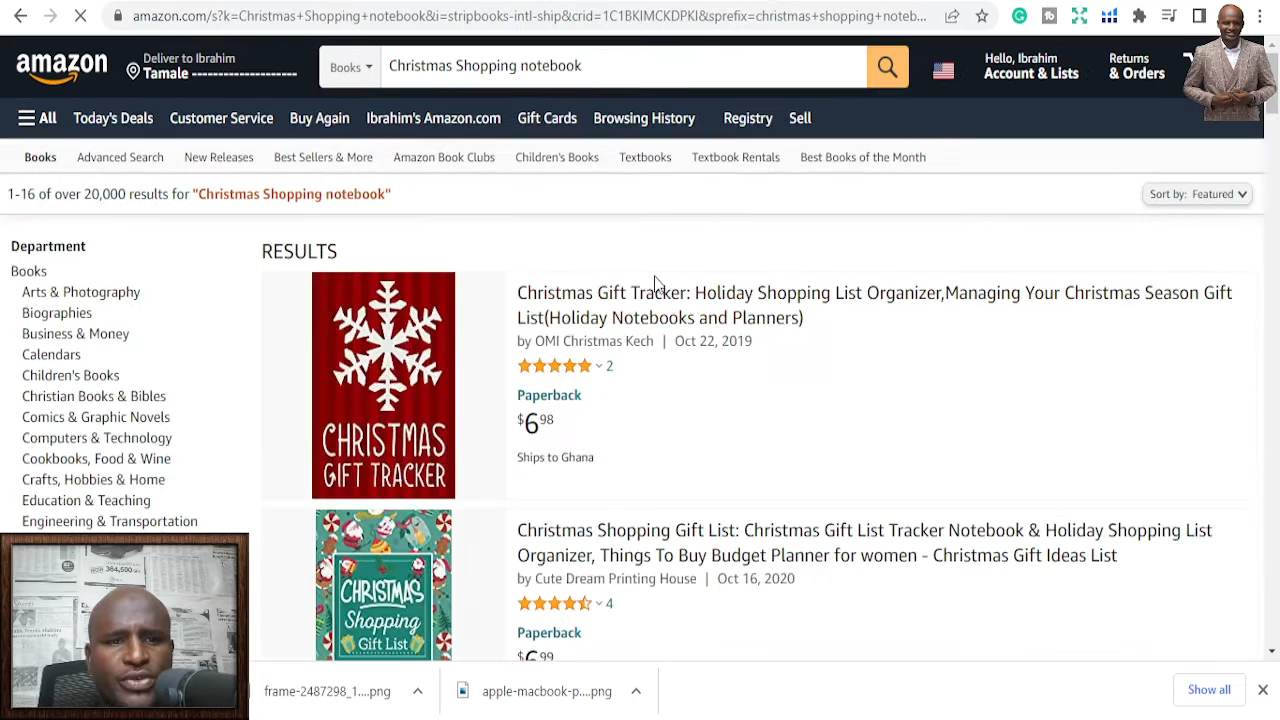 amazon.com/s?k=Christmas+Shopping+notebook&i=stripbooks-intl-ship&crid=1C1BKIMCKDPKI&sprefix=christmas+shopping+noteb...
amazon
Deliver to Ibrahim
Tamale
Books
Christmas Shopping notebook
Hello, Ibrahim
Account & Lists
Returns
& Orders
All
Today's Deals
Customer Service
Buy Again
Ibrahim's Amazon.com
Gift Cards
Browsing History
Registry
Sell
Books
Advanced Search
New Releases
Best Sellers & More
Amazon Book Clubs
Children's Books
Textbooks
Textbook Rentals
Best Books of the Month
1-16 of over 20,000 results for "Christmas Shopping notebook"
Sort by: Featured
Department
Books
Arts & Photography
Biographies
Business & Money
Calendars
Children's Books
Christian Books & Bibles
Comics & Graphic Novels
Computers & Technology
Cookbooks, Food & Wine
Crafts, Hobbies & Home
Education & Teaching
Engineering & Transportation
RESULTS
CHRISTMAS
GIFT TRACKER
Christmas Gift Tracker: Holiday Shopping List Organizer,Managing Your Christmas Season Gift
List(Holiday Notebooks and Planners)
by OMI Christmas Kech | Oct 22, 2019
2
Paperback
$6 98
Ships to Ghana
CHRISTMAS
Shopping
Gift List
Christmas Shopping Gift List: Christmas Gift List Tracker Notebook & Holiday Shopping List
Organizer, Things To Buy Budget Planner for women - Christmas Gift Ideas List
by Cute Dream Printing House | Oct 16, 2020
4
Paperback
$6 99
frame-2487298_1....png
apple-macbook-p....png
Show all